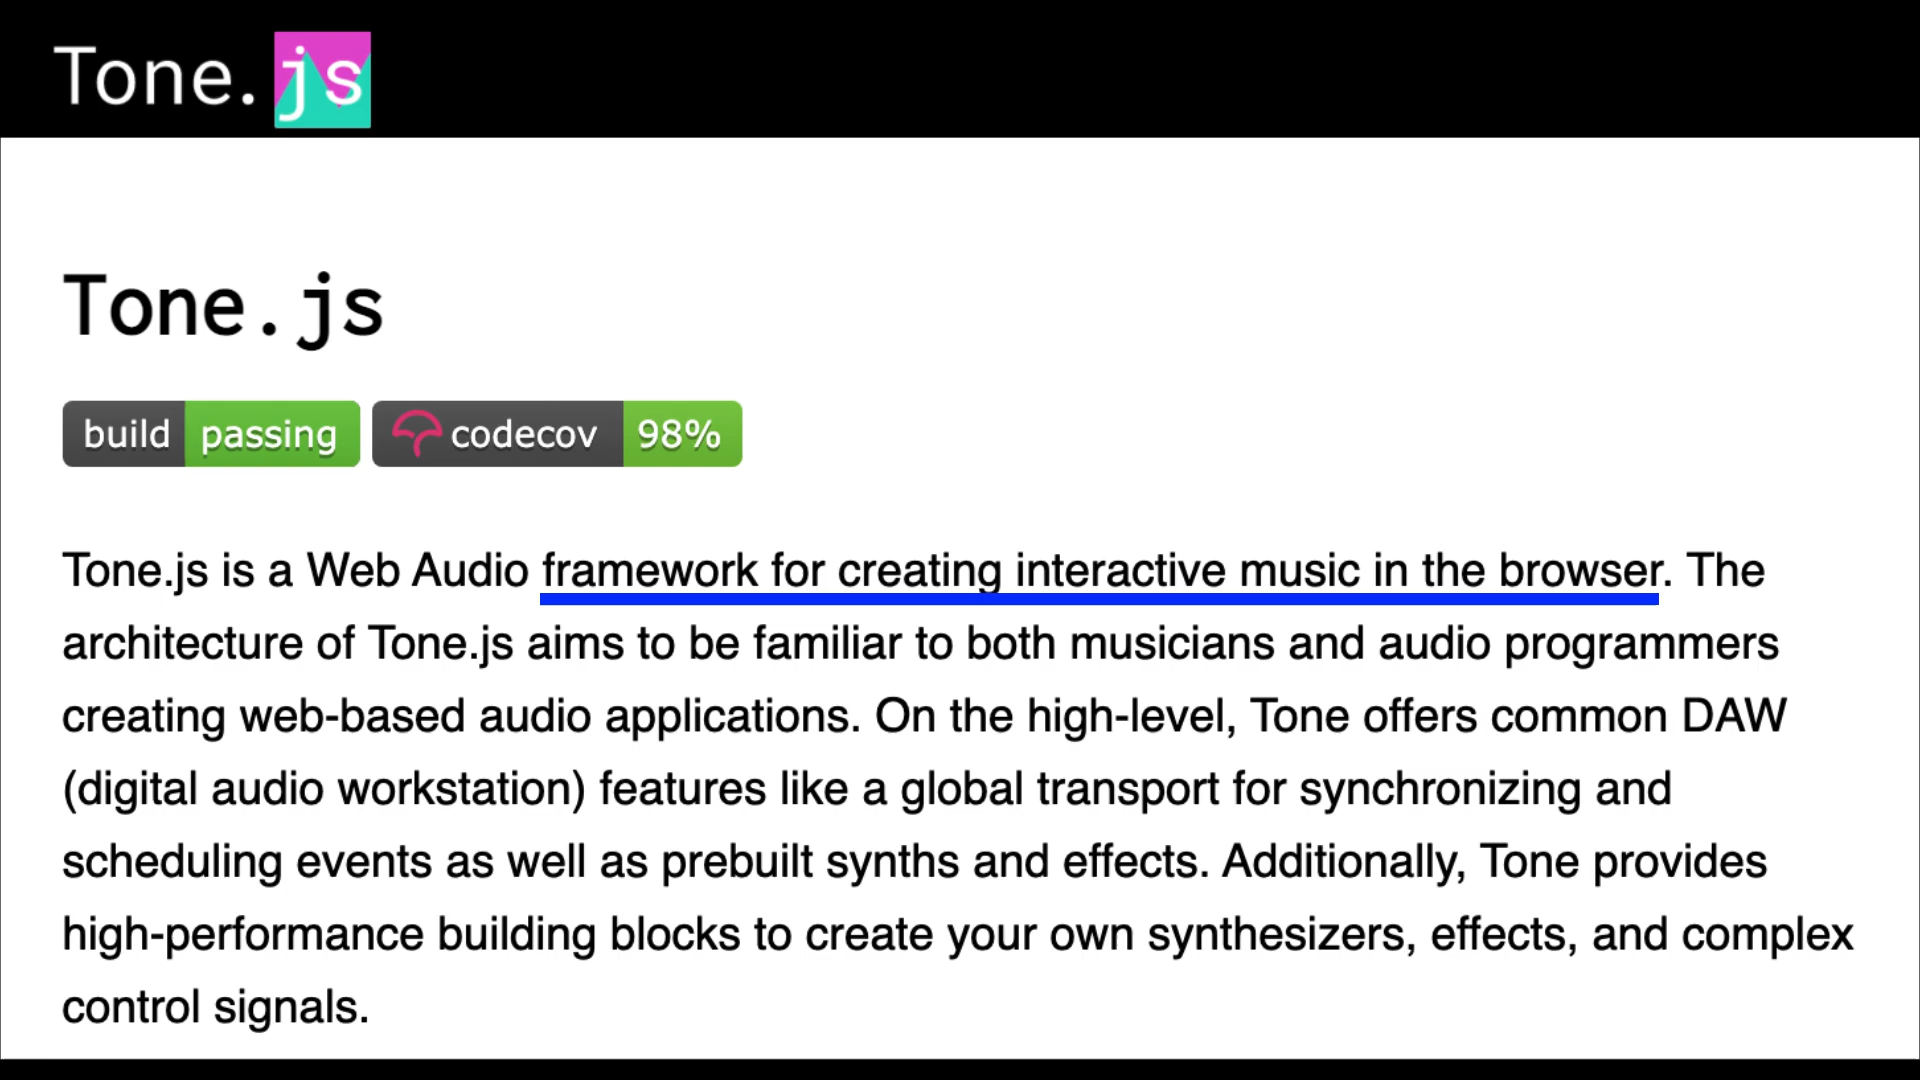 Tone.js
Tone.js
build passing codecov 98%
Tone.js is a Web Audio framework for creating interactive music in the browser. The
architecture of Tone.js aims to be familiar to both musicians and audio programmers
creating web-based audio applications. On the high-level, Tone offers common DAW
(digital audio workstation) features like a global transport for synchronizing and
scheduling events as well as prebuilt synths and effects. Additionally, Tone provides
high-performance building blocks to create your own synthesizers, effects, and complex
control signals.